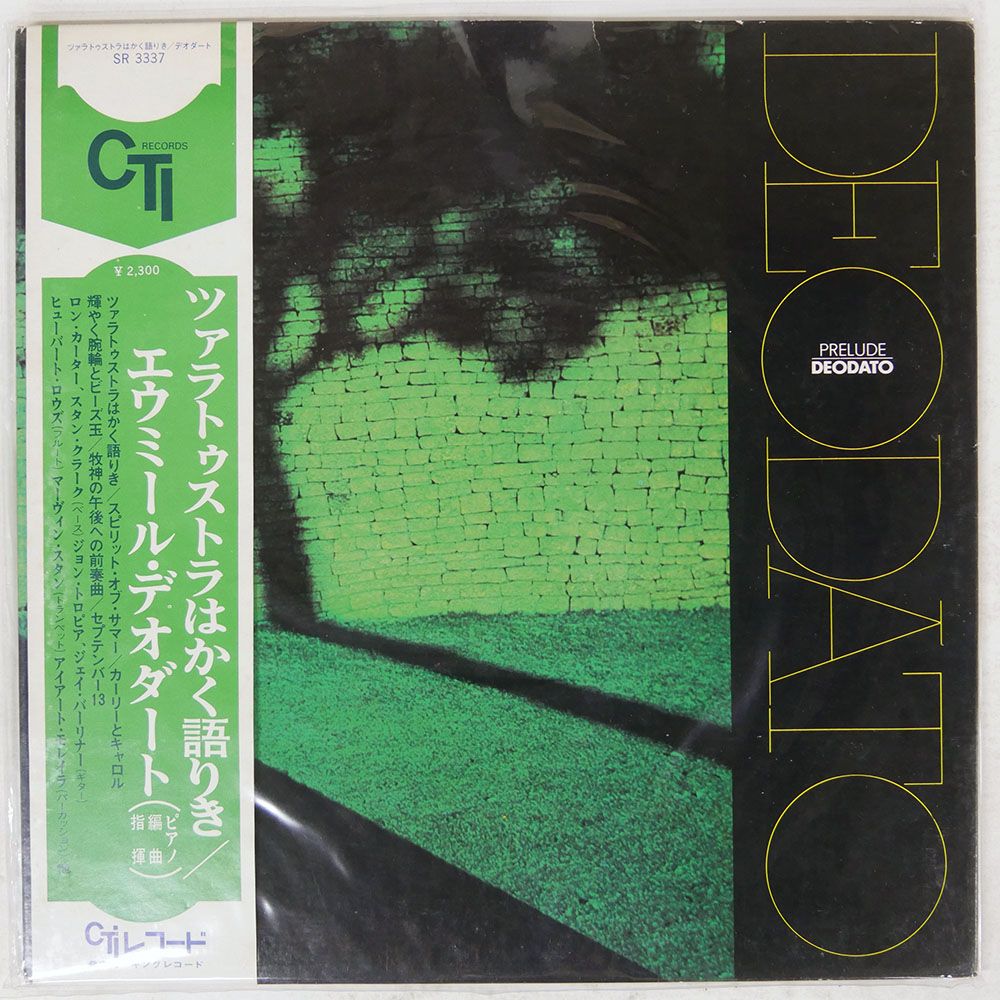 ツァラトゥストラはかく語りき/デオダート
SR 3337
CTI
RECORDS
¥2,300
ツァラトゥストラはかく語りき/
エウミール・デオダート(ピアノ 編曲 指揮)
ツァラトゥストラはかく語りき/スピリット・オブ・サマー/カーリーとキャロル
輝やく腕輪とビーズ玉/牧神の午後への前奏曲/セプテンバー13
ロン・カーター、スタン・クラーク(ベース)ジョン・トロピア、ジェイ・バーリナー(ギター)
ヒューバート・ロウズ(フルート)マーヴィン・スタン(トランペット)アイアート・モレイラ(パーカッション)他
CTIレコード
キングレコード
DEODATO
PRELUDE
DEODATO